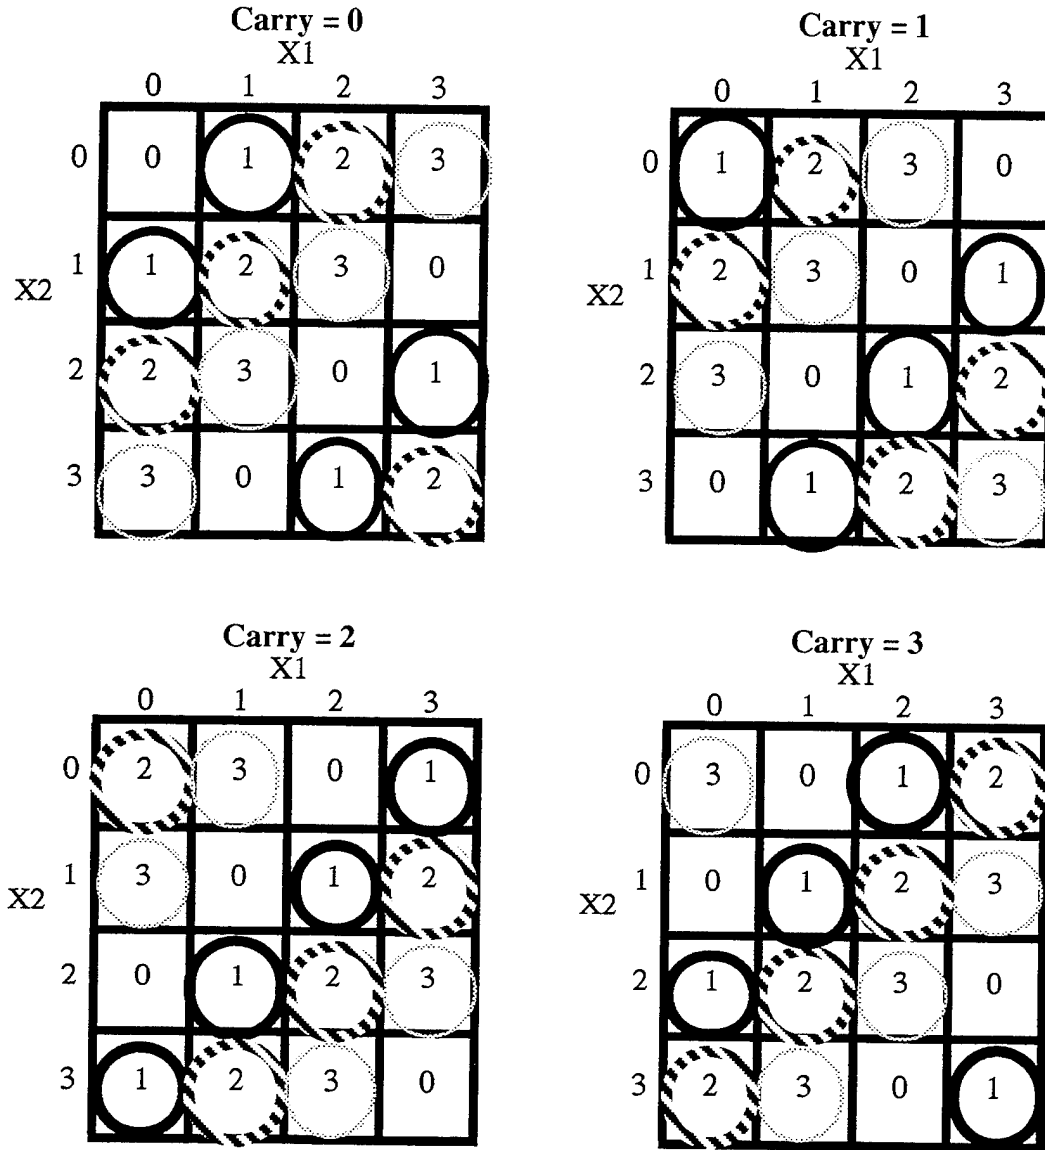 Carry = 0
X1
0 1 2 3
0 0 1 2 3
1 1 2 3 0
X2
2 2 3 0 1
3 3 0 1 2
Carry = 1
X1
0 1 2 3
0 1 2 3 0
1 2 3 0 1
X2
2 3 0 1 2
3 0 1 2 3
Carry = 2
X1
0 1 2 3
0 2 3 0 1
1 3 0 1 2
X2
2 0 1 2 3
3 1 2 3 0
Carry = 3
X1
0 1 2 3
0 3 0 1 2
1 0 1 2 3
X2
2 1 2 3 0
3 2 3 0 1